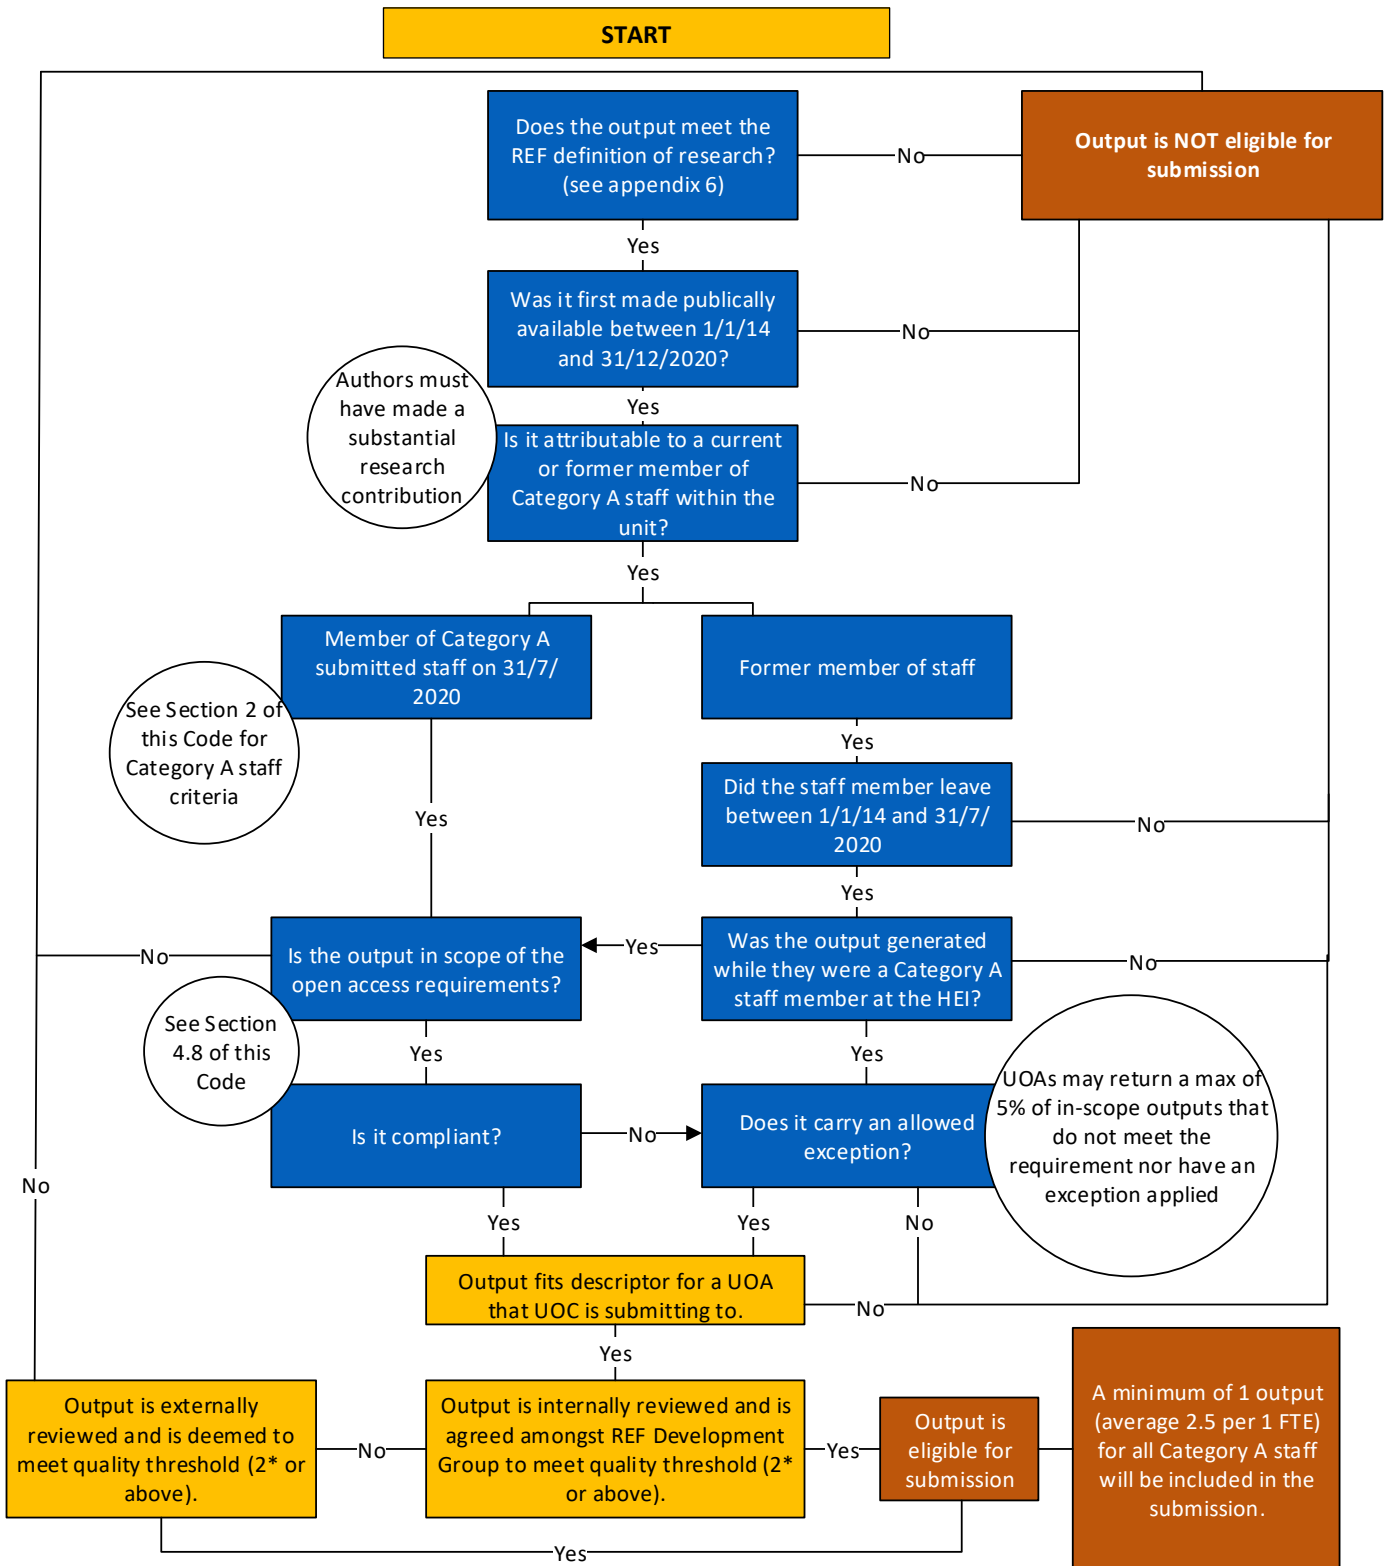 START
Does the output meet the
REF definition of research?
(see appendix 6)
No
Output is NOT eligible for
submission
Yes
Was it first made publically
available between 1/1/14
and 31/12/2020?
No
Authors must
have made a
substantial
research
contribution
Yes
Is it attributable to a current
or former member of
Category A staff within the
unit?
No
Yes
Member of Category A
submitted staff on 31/7/
2020
Former member of staff
See Section 2 of
this Code for
Category A staff
criteria
Yes
Yes
Did the staff member leave
between 1/1/14 and 31/7/
2020
No
Yes
No
Is the output in scope of the
open access requirements?
Yes
Was the output generated
while they were a Category A
staff member at the HEI?
No
See Section
4.8 of this
Code
Yes
Yes
UOAs may return a max of
5% of in-scope outputs that
do not meet the
requirement nor have an
exception applied
Is it compliant?
No
Does it carry an allowed
exception?
No
Yes
Yes
No
Output fits descriptor for a UOA
that UOC is submitting to.
No
Yes
Output is externally
reviewed and is deemed to
meet quality threshold (2* or
above).
No
Output is internally reviewed and is
agreed amongst REF Development
Group to meet quality threshold (2*
or above).
Yes
Output is
eligible for
submission
A minimum of 1 output
(average 2.5 per 1 FTE)
for all Category A staff
will be included in the
submission.
Yes